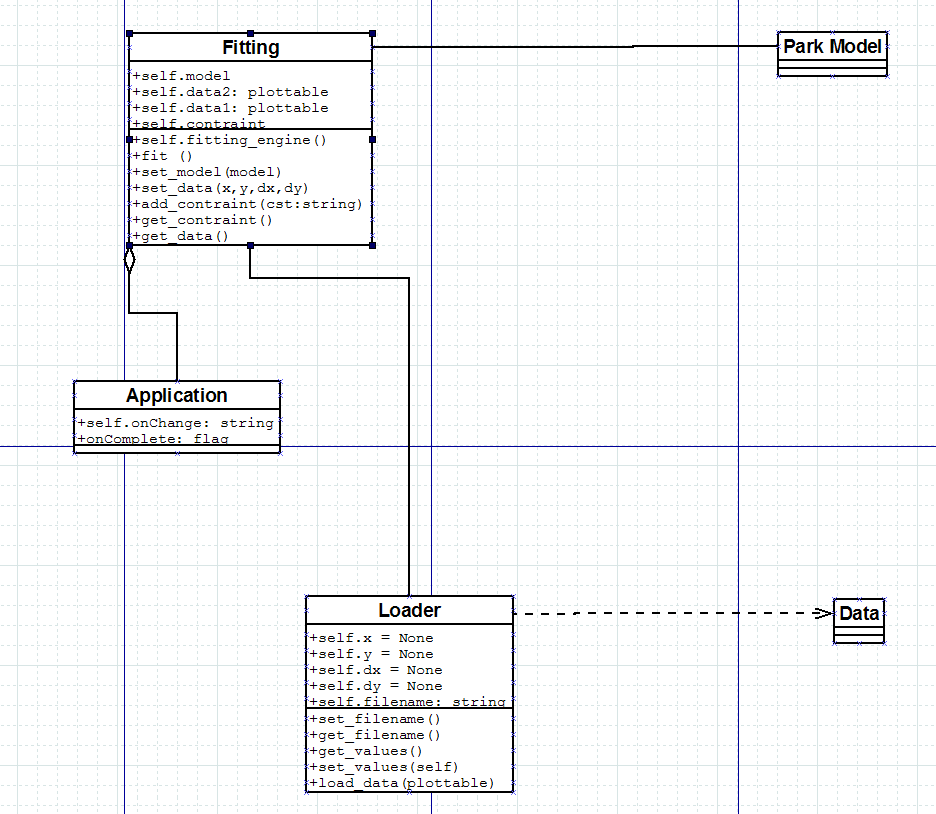 Fitting
+self.model
+self.data2: plottable
+self.data1: plottable
+self.contraint
+self.fitting_engine()
+fit ()
+set_model(model)
+set_data(x,y,dx,dy)
+add_contraint(cst:string)
+get_contraint()
+get_data()
Park Model
Application
+self.onChange: string
+onComplete: flag
Loader
+self.x = None
+self.y = None
+self.dx = None
+self.dy = None
+self.filename: string
+set_filename()
+get_filename()
+get_values()
+set_values(self)
+load_data(plottable)
Data